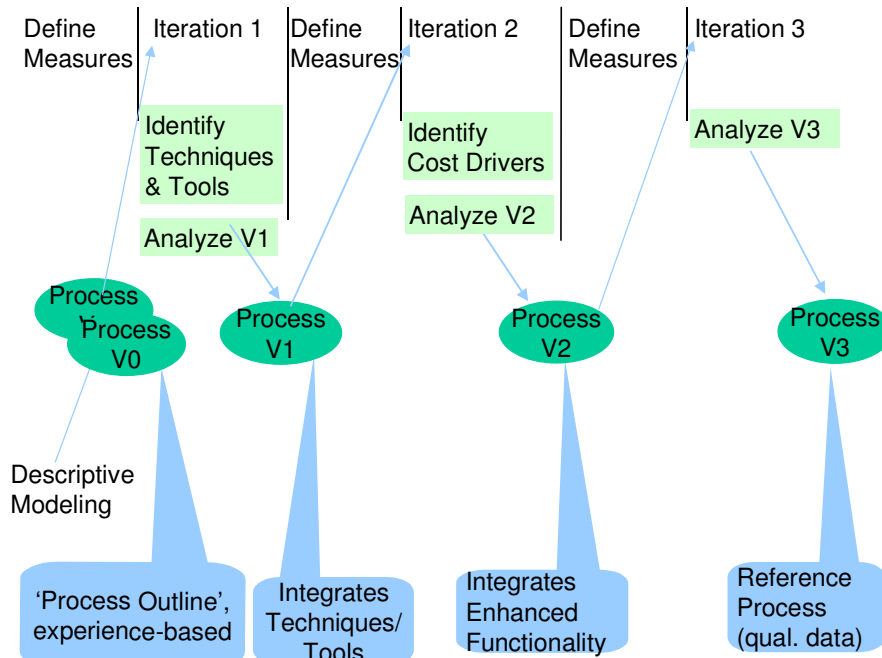 Define
Measures
Iteration 1
Define
Measures
Iteration 2
Define
Measures
Iteration 3
Identify
Techniques
& Tools
Analyze V1
Identify
Cost Drivers
Analyze V2
Analyze V3
Process
Process
V0
Process
V1
Process
V2
Process
V3
Descriptive
Modeling
‘Process Outline’,
experience-based
Integrates
Techniques/
Tools
Integrates
Enhanced
Functionality
Reference
Process
(qual. data)